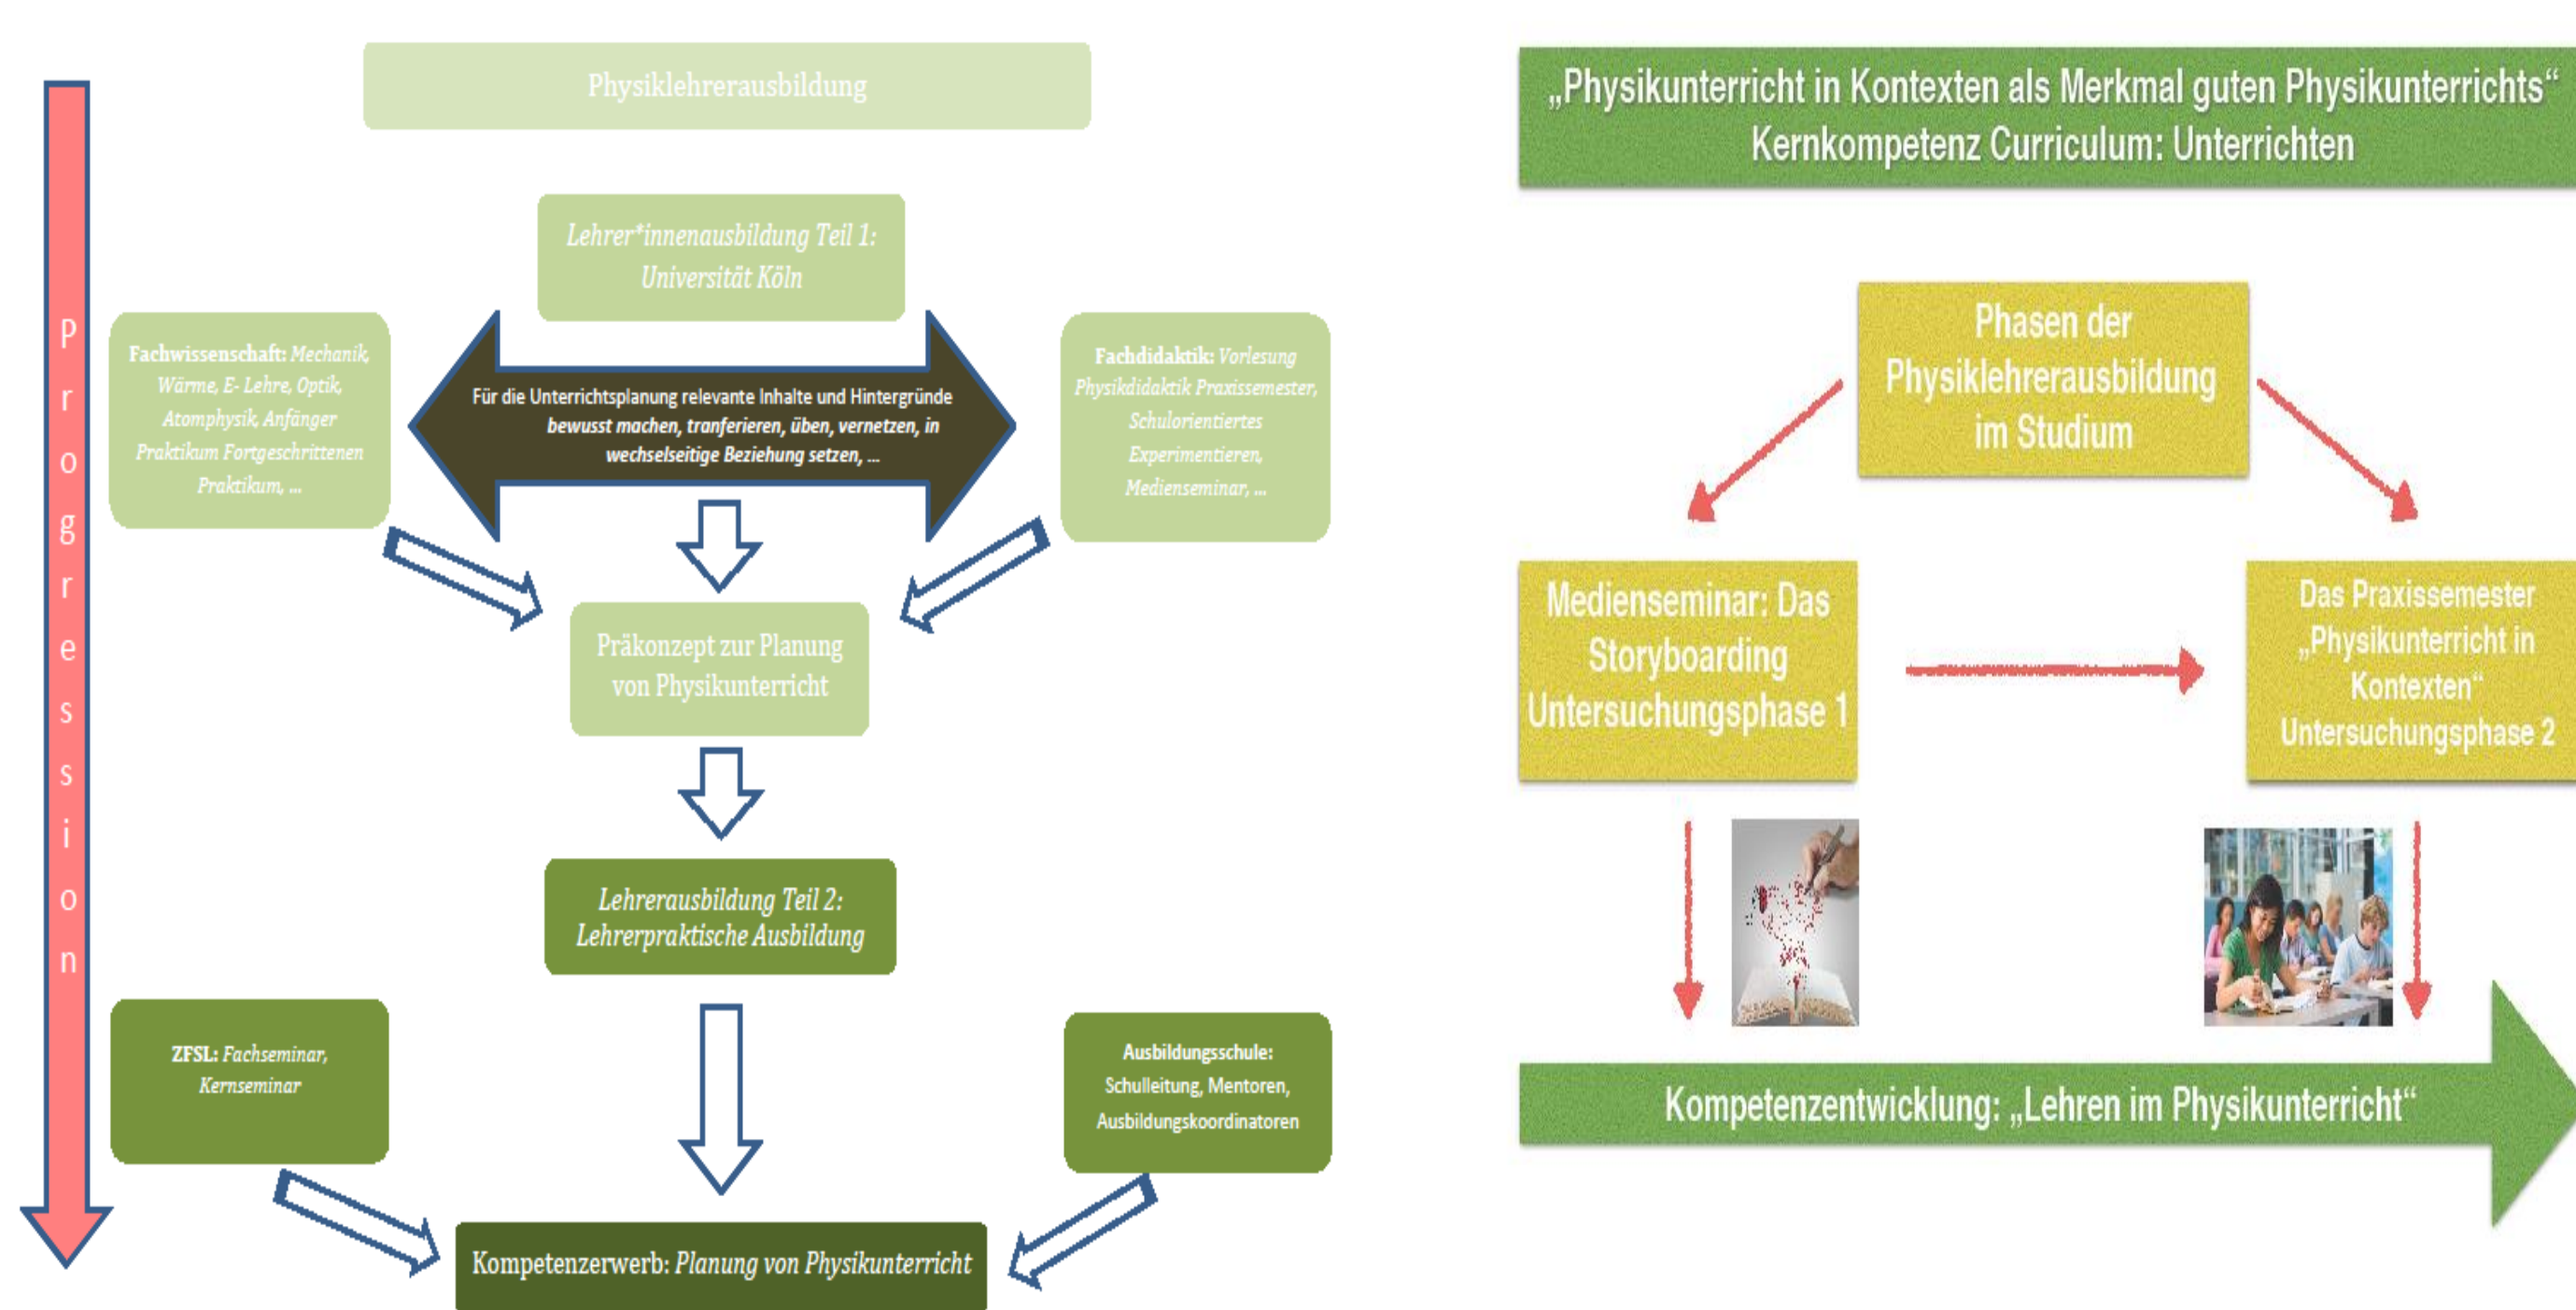 Physiklehrerausbildung
progression
Lehrer*innenausbildung Teil 1:
Universität Köln
Fachwissenschaft: Mechanik,
Wärme, E- Lehre, Optik,
Atomphysik, Anfänger
Praktikum Fortgeschrittenen
Praktikum, ...
Für die Unterrichtsplanung relevante Inhalte und Hintergründe
bewusst machen, tranferieren, üben, vernetzen, in
wechselseitige Beziehung setzen, ...
Fachdidaktik: Vorlesung
Physikdidaktik Praxissemester,
Schulorientiertes
Experimentieren,
Medienseminar, ...
Präkonzept zur Planung
von Physikunterricht
Lehrerausbildung Teil 2:
Lehrerpraktische Ausbildung
ZFSL: Fachseminar,
Kernseminar
Ausbildungsschule:
Schulleitung, Mentoren,
Ausbildungskoordinatoren
Kompetenzerwerb: Planung von Physikunterricht
„Physikunterricht in Kontexten als Merkmal guten Physikunterrichts“
Kernkompetenz Curriculum: Unterrichten
Phasen der
Physiklehrerausbildung
im Studium
Medienseminar: Das
Storyboarding
Untersuchungsphase 1
Das Praxissemester
„Physikunterricht in
Kontexten“
Untersuchungsphase 2
Kompetenzentwicklung: „Lehren im Physikunterricht“